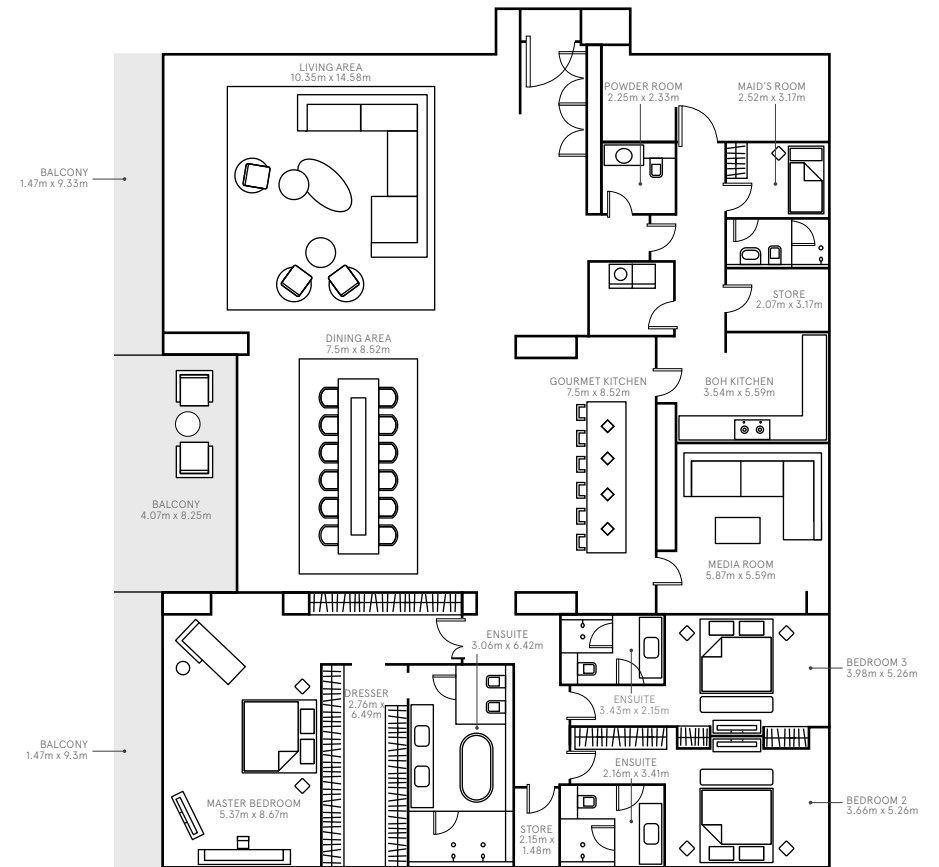 LIVING AREA
10.35m x 14.58m
POWDER ROOM
2.25m x 2.33m
MAID'S ROOM
2.52m x 3.17m
BALCONY
1.47m x 9.33m
STORE
2.07m x 3.17m
DINING AREA
7.5m x 8.52m
GOURMET KITCHEN
7.5m x 8.52m
BOH KITCHEN
3.54m x 5.59m
BALCONY
4.07m x 8.25m
MEDIA ROOM
5.87m x 5.59m
ENSUITE
3.06m x 6.42m
BEDROOM 3
3.98m x 5.26m
DRESSER
2.76m x
6.49m
ENSUITE
3.43m x 2.15m
BALCONY
1.47m x 9.3m
ENSUITE
2.16m x 3.41m
MASTER BEDROOM
5.37m x 8.67m
BEDROOM 2
3.66m x 5.26m
STORE
2.15m x
1.48m